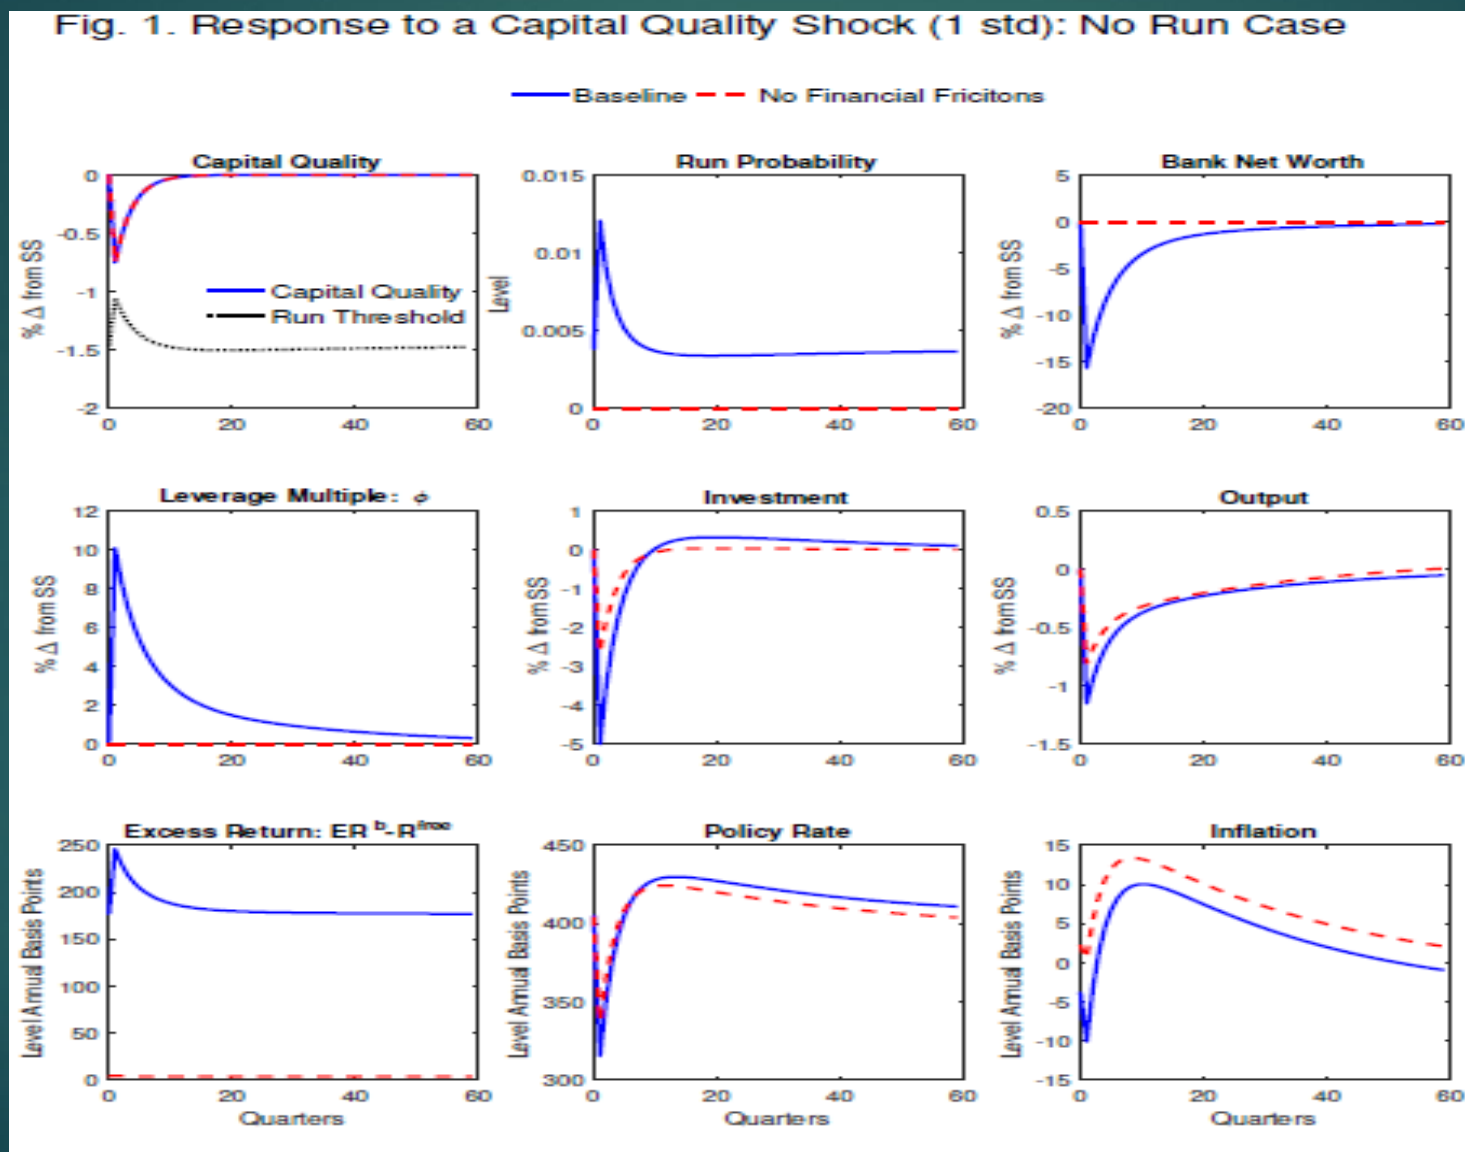 Fig. 1. Response to a Capital Quality Shock (1 std): No Run Case
Baseline No Financial Fricitons
Capital Quality
% Δ from SS
0
-0.5
-1
-1.5
-2
Capital Quality
Run Threshold
0 20 40 60
Run Probability
Level
0.015
0.01
0.005
0
0 20 40 60
Bank Net Worth
% Δ from SS
5
0
-5
-10
-15
-20
0 20 40 60
Leverage Multiple: ϕ
% Δ from SS
12
10
8
6
4
2
0
0 20 40 60
Investment
% Δ from SS
1
0
-1
-2
-3
-4
-5
0 20 40 60
Output
% Δ from SS
0.5
0
-0.5
-1
-1.5
0 20 40 60
Excess Return: ER b-Rfree
Level Annual Basis Points
250
200
150
100
50
0
0 20 40 60
Quarters
Policy Rate
Level Annual Basis Points
450
400
350
300
0 20 40 60
Quarters
Inflation
Level Annual Basis Points
15
10
5
0
-5
-10
-15
0 20 40 60
Quarters